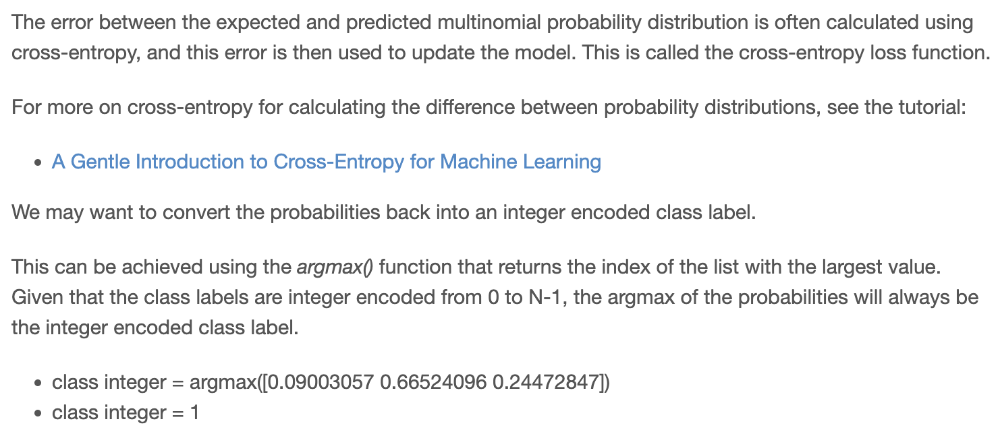 The error between the expected and predicted multinomial probability distribution is often calculated using
cross-entropy, and this error is then used to update the model. This is called the cross-entropy loss function.
For more on cross-entropy for calculating the difference between probability distributions, see the tutorial:
• A Gentle Introduction to Cross-Entropy for Machine Learning
We may want to convert the probabilities back into an integer encoded class label.
This can be achieved using the argmax() function that returns the index of the list with the largest value.
Given that the class labels are integer encoded from 0 to N-1, the argmax of the probabilities will always be
the integer encoded class label.
• class integer = argmax([0.09003057 0.66524096 0.24472847])
• class integer = 1